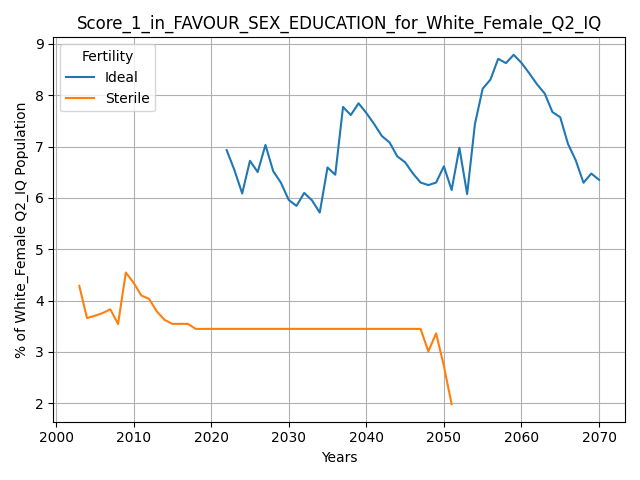 Score_1_in_FAVOUR_SEX_EDUCATION_for_White_Female_Q2_IQ
Fertility
Ideal
Sterile
% of White_Female Q2_IQ Population
9
8
7
6
5
4
3
2
2000 2010 2020 2030 2040 2050 2060 2070
Years